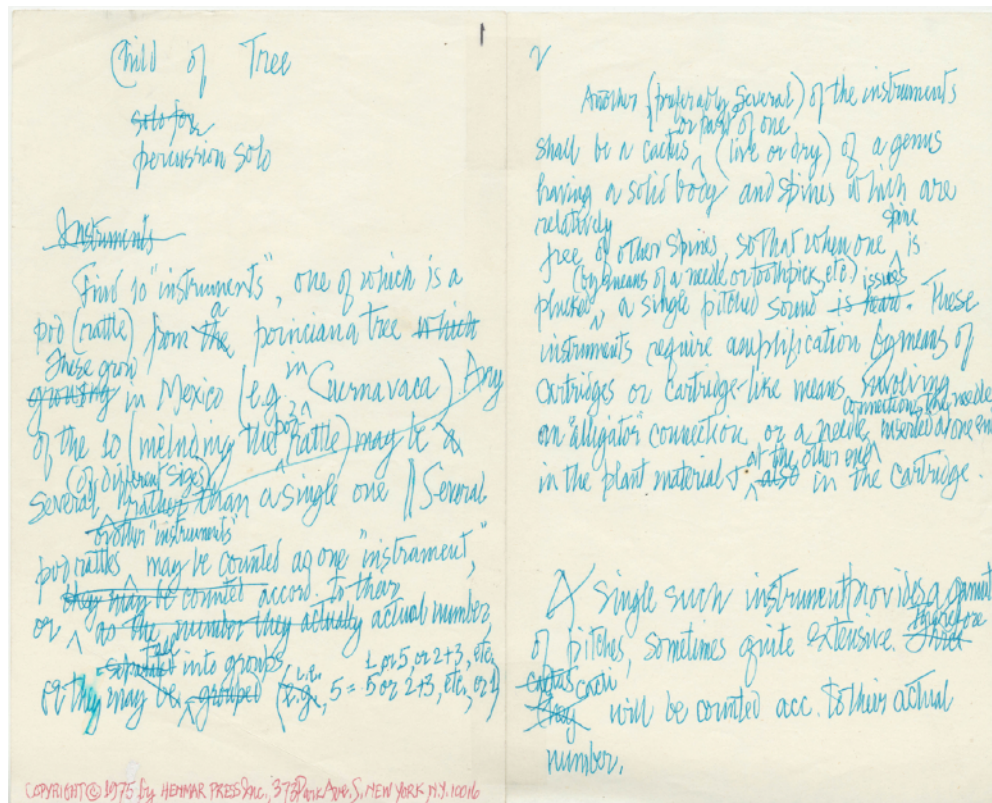 Child of Tree
solo for
percussion solo
Instruments
Find 10 "instruments", one of which is a
a
pod (rattle) from the poinciana tree which
These grow
growing in Mexico (e.g. in Cuernavaca) Any
pod
of the 10 (including the rattle) may be a
(of different sizes)
several rather than a single one || Several
or other "instruments"
pod rattles may be counted as one "instrument",
they may be counted accord. to their
or as the number they actually actual number,
separated into groups 1 or 5, or 2+3, etc.
or they may be grouped (e.g., i.e. 5 = 5 or 2+3, etc, or 1)
COPYRIGHT © 1975 by HENMAR PRESS Inc., 373 Park Ave. S, NEW YORK N.Y. 10016
1
2
Another (preferably several) of the instruments
or part of one
shall be a cactus (live or dry) of a genus
having a solid body and spines which are
relatively
spine
free of other spines, so that when one is
(by means of a needle or toothpick, etc) issues
plucked, a single pitched sound is heard. These
instruments require amplification by means of
cartridges or cartridge-like means involving
connection, the needle
an "alligator" connection, or a needle inserted at one end
at the other end
in the plant material + also in the cartridge.
A single such instrument provides a gamut
Therefore
of pitches, sometimes quite extensive.
cactus cacti
They will be counted acc. to their actual
number.